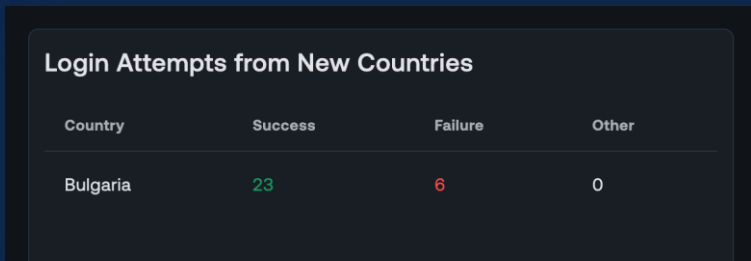 Login Attempts from New Countries
Country Success Failure Other
Bulgaria 23 6 0